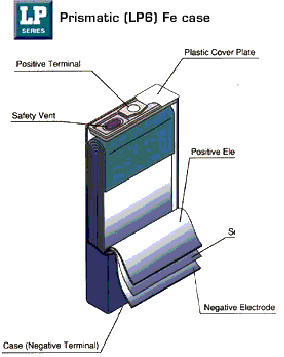 LP
SERIES
Prismatic (LP6) Fe case
Plastic Cover Plate
Positive Terminal
Safety Vent
Positive Ele
Se
Negative Electrode
Case (Negative Terminal)